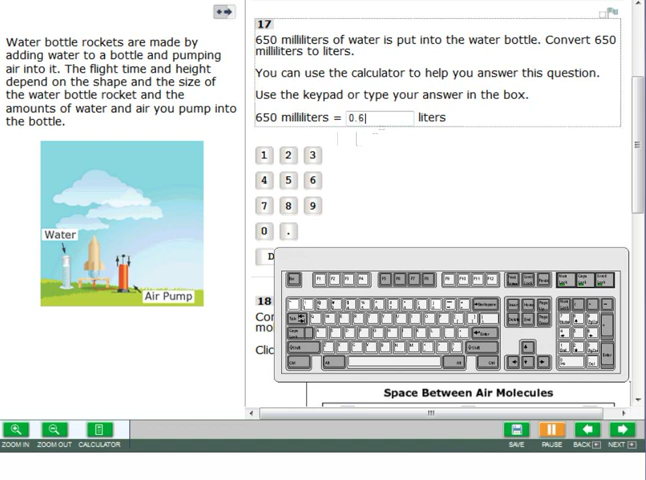 Water bottle rockets are made by
adding water to a bottle and pumping
air into it. The flight time and height
depend on the shape and the size of
the water bottle rocket and the
amounts of water and air you pump into
the bottle.
Water
Air Pump
17
650 milliliters of water is put into the water bottle. Convert 650
milliliters to liters.
You can use the calculator to help you answer this question.
Use the keypad or type your answer in the box.
650 milliliters = 0.6 liters
1 2 3
4 5 6
7 8 9
0 .
D
18
Clic
Space Between Air Molecules
ZOOM IN ZOOM OUT CALCULATOR SAVE PAUSE BACK NEXT